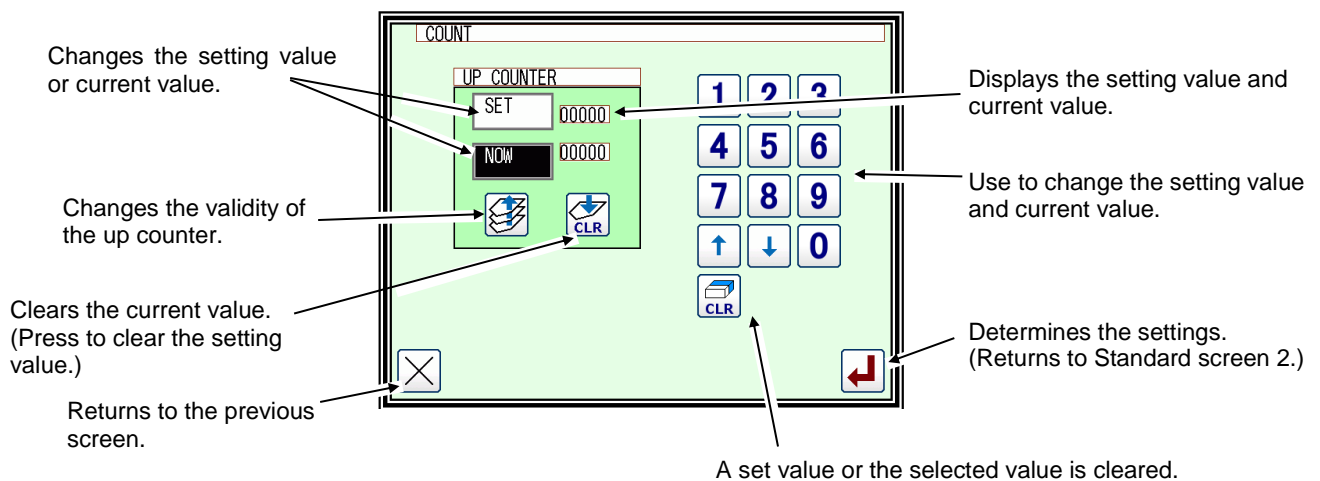 COUNT
Changes the setting value
or current value.
UP COUNTER
SET
00000
NOW
00000
CLR
1 2 3
4 5 6
7 8 9
↑ ↓ 0
CLR
Displays the setting value and
current value.
Use to change the setting value
and current value.
Changes the validity of
the up counter.
Clears the current value.
(Press to clear the setting
value.)
Determines the settings.
(Returns to Standard screen 2.)
Returns to the previous
screen.
A set value or the selected value is cleared.